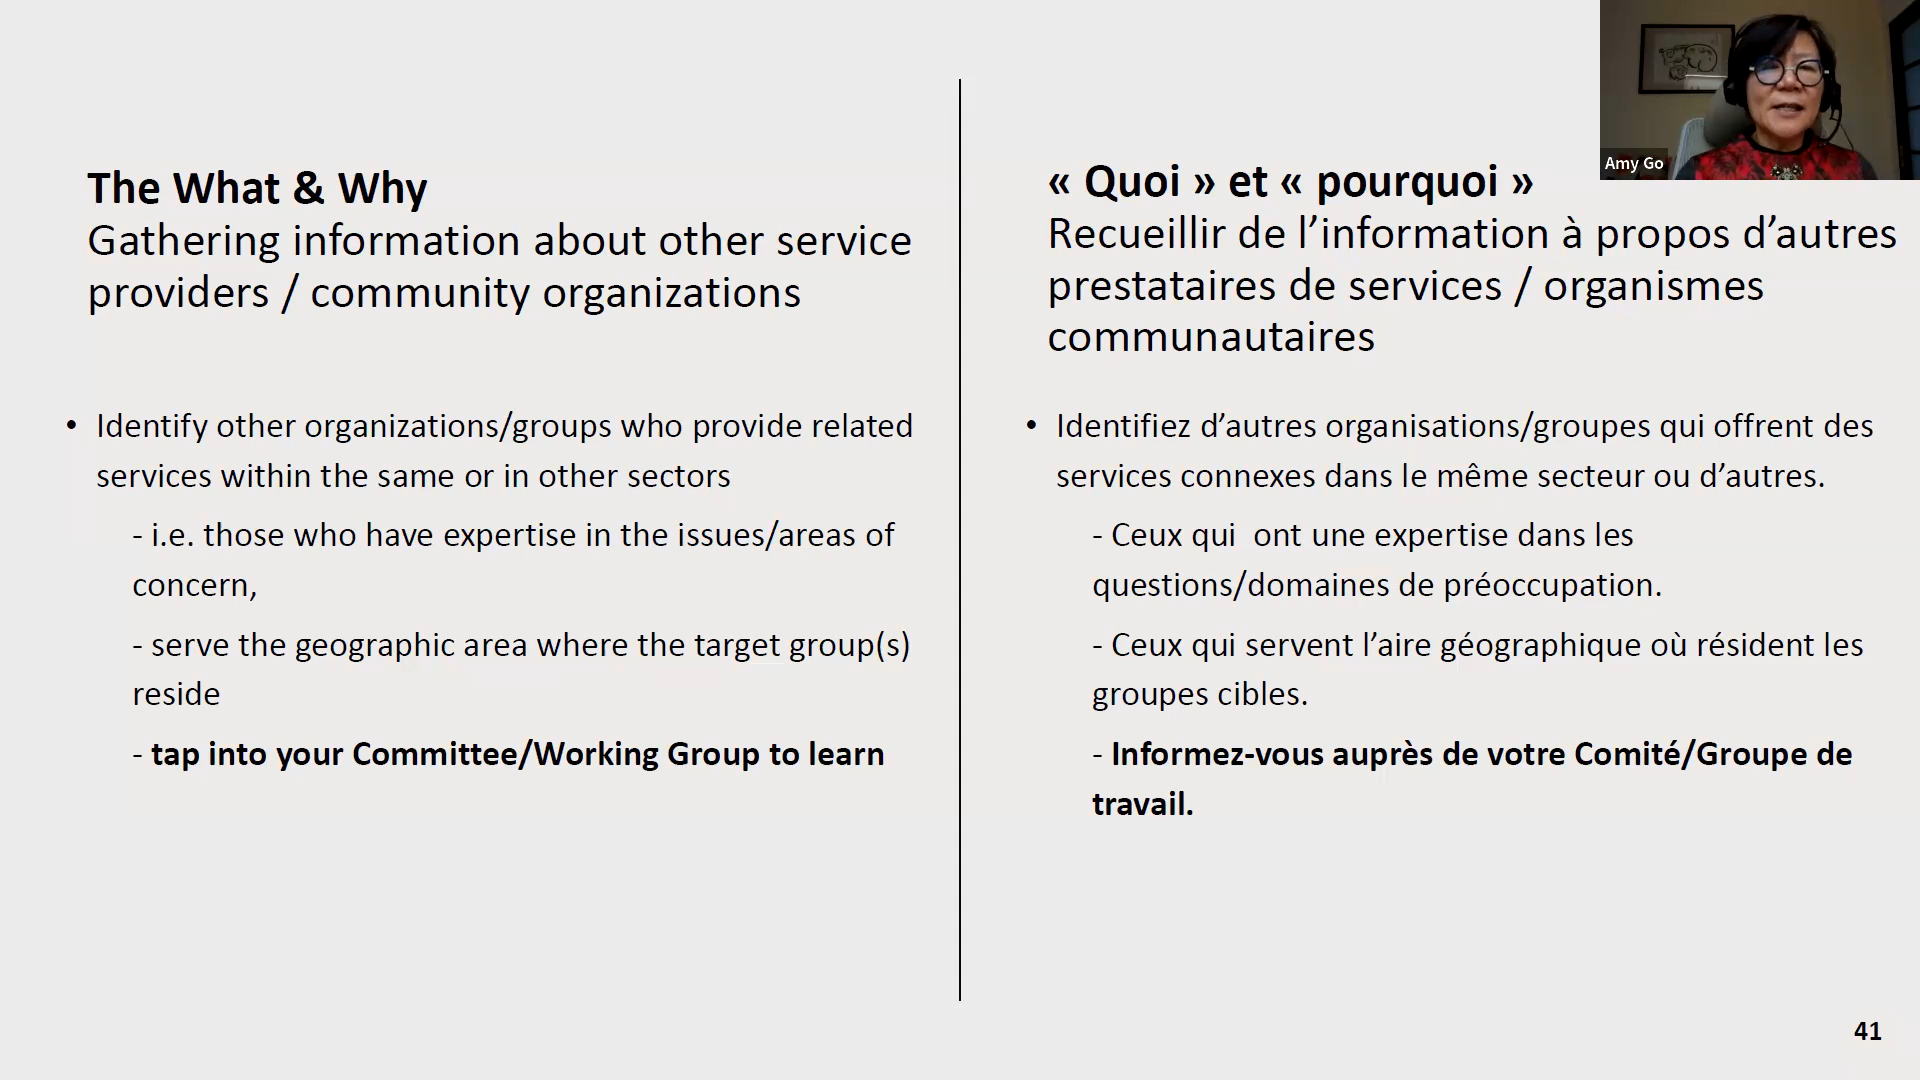 The What & Why
Gathering information about other service
providers / community organizations
• Identify other organizations/groups who provide related
services within the same or in other sectors
- i.e. those who have expertise in the issues/areas of
concern,
- serve the geographic area where the target group(s)
reside
- tap into your Committee/Working Group to learn
« Quoi » et « pourquoi »
Recueillir de l’information à propos d’autres
prestataires de services / organismes
communautaires
• Identifiez d’autres organisations/groupes qui offrent des
services connexes dans le même secteur ou d’autres.
- Ceux qui  ont une expertise dans les
questions/domaines de préoccupation.
- Ceux qui servent l’aire géographique où résident les
groupes cibles.
- Informez-vous auprès de votre Comité/Groupe de
travail.
Amy Go
41